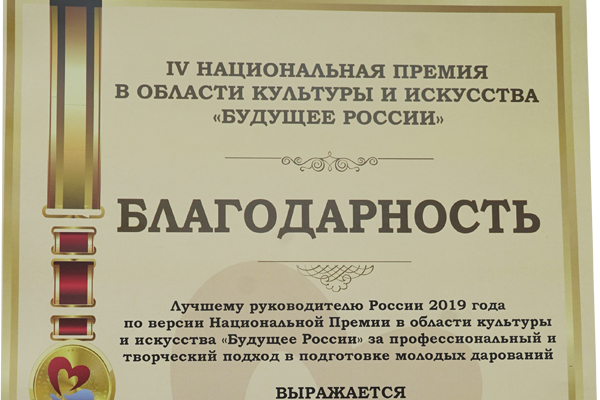 IV НАЦИОНАЛЬНАЯ ПРЕМИЯ
В ОБЛАСТИ КУЛЬТУРЫ И ИСКУССТВА
«БУДУЩЕЕ РОССИИ»
БЛАГОДАРНОСТЬ
Лучшему руководителю России 2019 года
по версии Национальной Премии в области культуры
и искусства «Будущее России» за профессиональный и
творческий подход в подготовке молодых дарований
ВЫРАЖАЕТСЯ